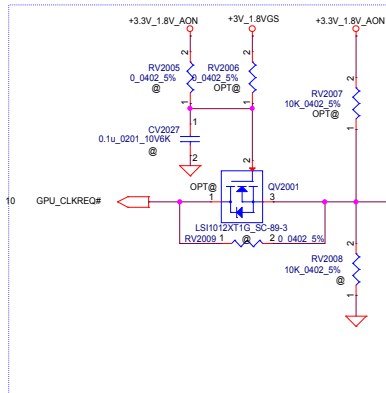 +3.3V_1.8V_AON
+3V_1.8VGS
+3.3V_1.8V_AON
2
RV2005
0_0402_5%
@
1
2
RV2006
0_0402_5%
OPT@
1
2
RV2007
10K_0402_5%
OPT@
1
1
CV2027
0.1u_0201_10V6K
@
2
2
OPT@
1
QV2001
3
10
GPU_CLKREQ#
LSI1012XT1G_SC-89-3
RV2009 1 @ 2 0_0402_5%
2
RV2008
10K_0402_5%
@
1